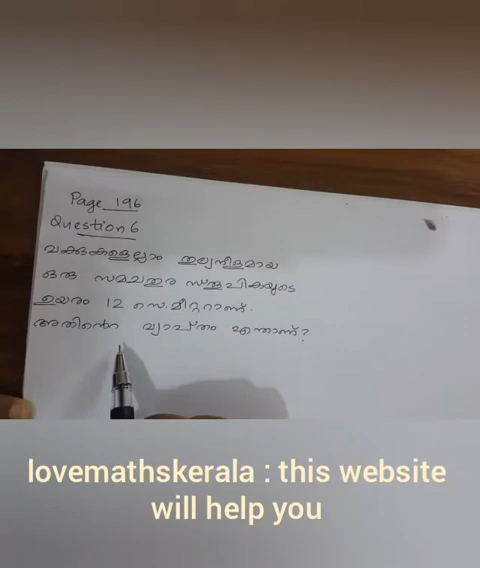 Page 196
Question 6
വക്കുകളെല്ലാം തുല്യനീളമായ
ഒരു സമചതുര സ്തൂപികയുടെ
ഉയരം 12 സെ.മീറ്ററാണ്.
അതിന്റെ വ്യാപ്തം എന്താണ്?
lovemathskerala : this website
will help you